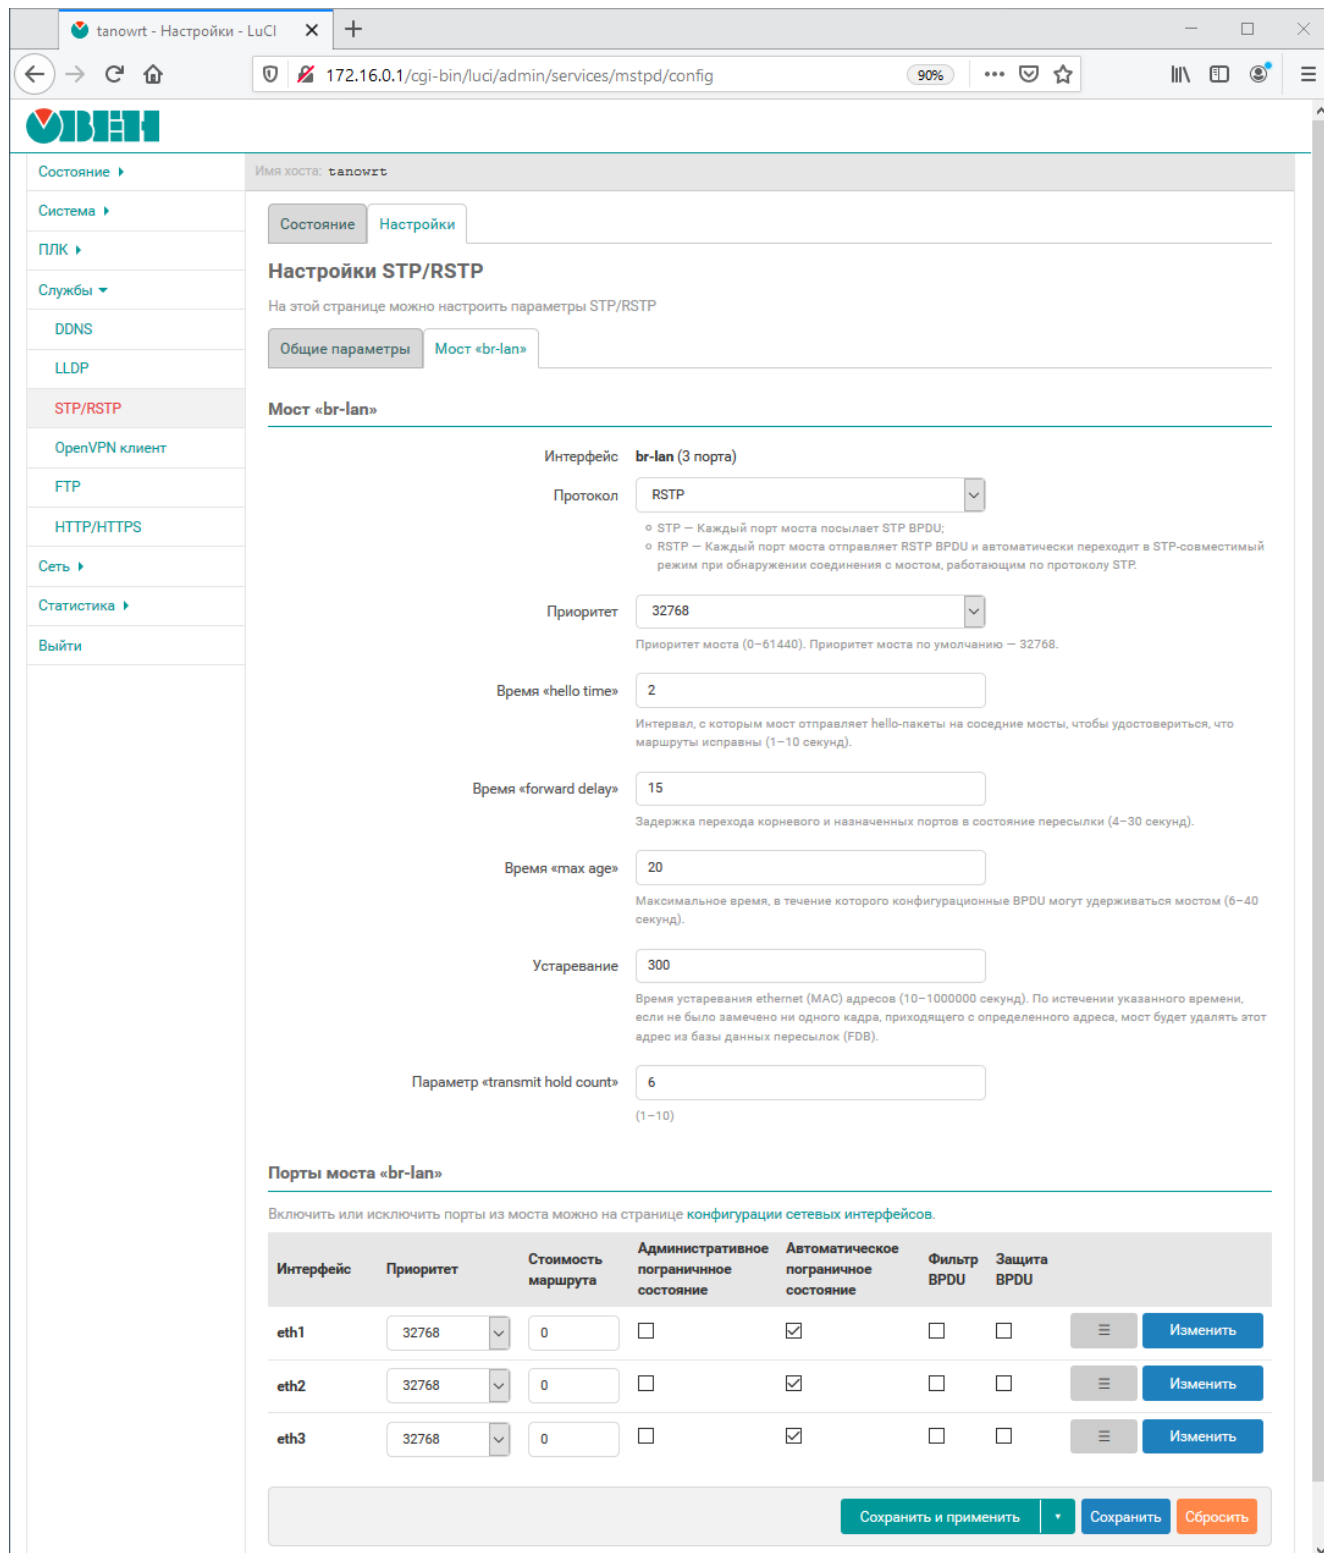 tanowrt - Настройки - LuCI
172.16.0.1/cgi-bin/luci/admin/services/mstpd/config
90%
ОВЕН
Состояние
Система
ПЛК
Службы
DDNS
LLDP
STP/RSTP
OpenVPN клиент
FTP
HTTP/HTTPS
Сеть
Статистика
Выйти
Имя хоста: tanowrt
Состояние Настройки
Настройки STP/RSTP
На этой странице можно настроить параметры STP/RSTP
Общие параметры Мост «br-lan»
Мост «br-lan»
Интерфейс br-lan (3 порта)
Протокол RSTP
STP — Каждый порт моста посылает STP BPDU;
RSTP — Каждый порт моста отправляет RSTP BPDU и автоматически переходит в STP-совместимый
режим при обнаружении соединения с мостом, работающим по протоколу STP.
Приоритет 32768
Приоритет моста (0–61440). Приоритет моста по умолчанию — 32768.
Время «hello time» 2
Интервал, с которым мост отправляет hello-пакеты на соседние мосты, чтобы удостовериться, что
маршруты исправны (1–10 секунд).
Время «forward delay» 15
Задержка перехода корневого и назначенных портов в состояние пересылки (4–30 секунд).
Время «max age» 20
Максимальное время, в течение которого конфигурационные BPDU могут удерживаться мостом (6–40
секунд).
Устаревание 300
Время устаревания ethernet (MAC) адресов (10–1000000 секунд). По истечении указанного времени,
если не было замечено ни одного кадра, приходящего с определенного адреса, мост будет удалять этот
адрес из базы данных пересылок (FDB).
Параметр «transmit hold count» 6
(1–10)
Порты моста «br-lan»
Включить или исключить порты из моста можно на странице конфигурации сетевых интерфейсов.
Интерфейс Приоритет Стоимость маршрута Административное пограничнное состояние Автоматическое пограничное состояние Фильтр BPDU Защита BPDU
eth1 32768 0 Изменить
eth2 32768 0 Изменить
eth3 32768 0 Изменить
Сохранить и применить Сохранить Сбросить